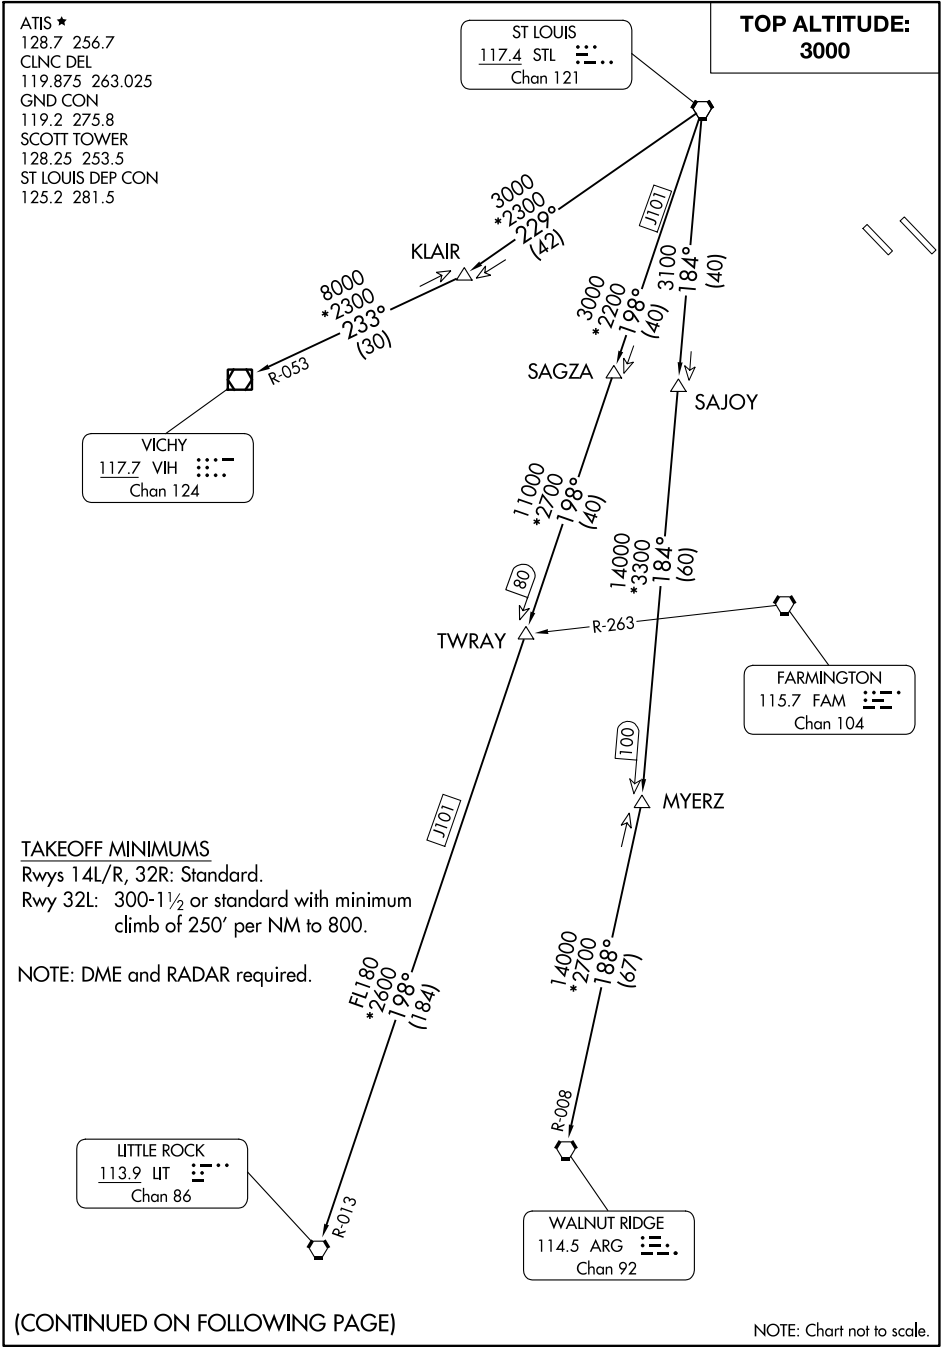 ATIS ★
128.7 256.7
CLNC DEL
119.875 263.025
GND CON
119.2 275.8
SCOTT TOWER
128.25 253.5
ST LOUIS DEP CON
125.2 281.5
ST LOUIS
117.4 STL
Chan 121
TOP ALTITUDE:
3000
3000
*2300
229°
(42)
KLAIR
8000
*2300
233°
(30)
R-053
VICHY
117.7 VIH
Chan 124
J101
3000
*2200
198°
(40)
SAGZA
3100
184°
(40)
SAJOY
11000
*2700
198°
(40)
80
TWRAY
14000
*3300
184°
(60)
R-263
FARMINGTON
115.7 FAM
Chan 104
100
MYERZ
J101
TAKEOFF MINIMUMS
Rwys 14L/R, 32R: Standard.
Rwy 32L: 300-1½ or standard with minimum
climb of 250' per NM to 800.
NOTE: DME and RADAR required.
FL180
*2600
198°
(184)
14000
*2700
188°
(67)
R-008
LITTLE ROCK
113.9 LIT
Chan 86
R-013
WALNUT RIDGE
114.5 ARG
Chan 92
(CONTINUED ON FOLLOWING PAGE)
NOTE: Chart not to scale.